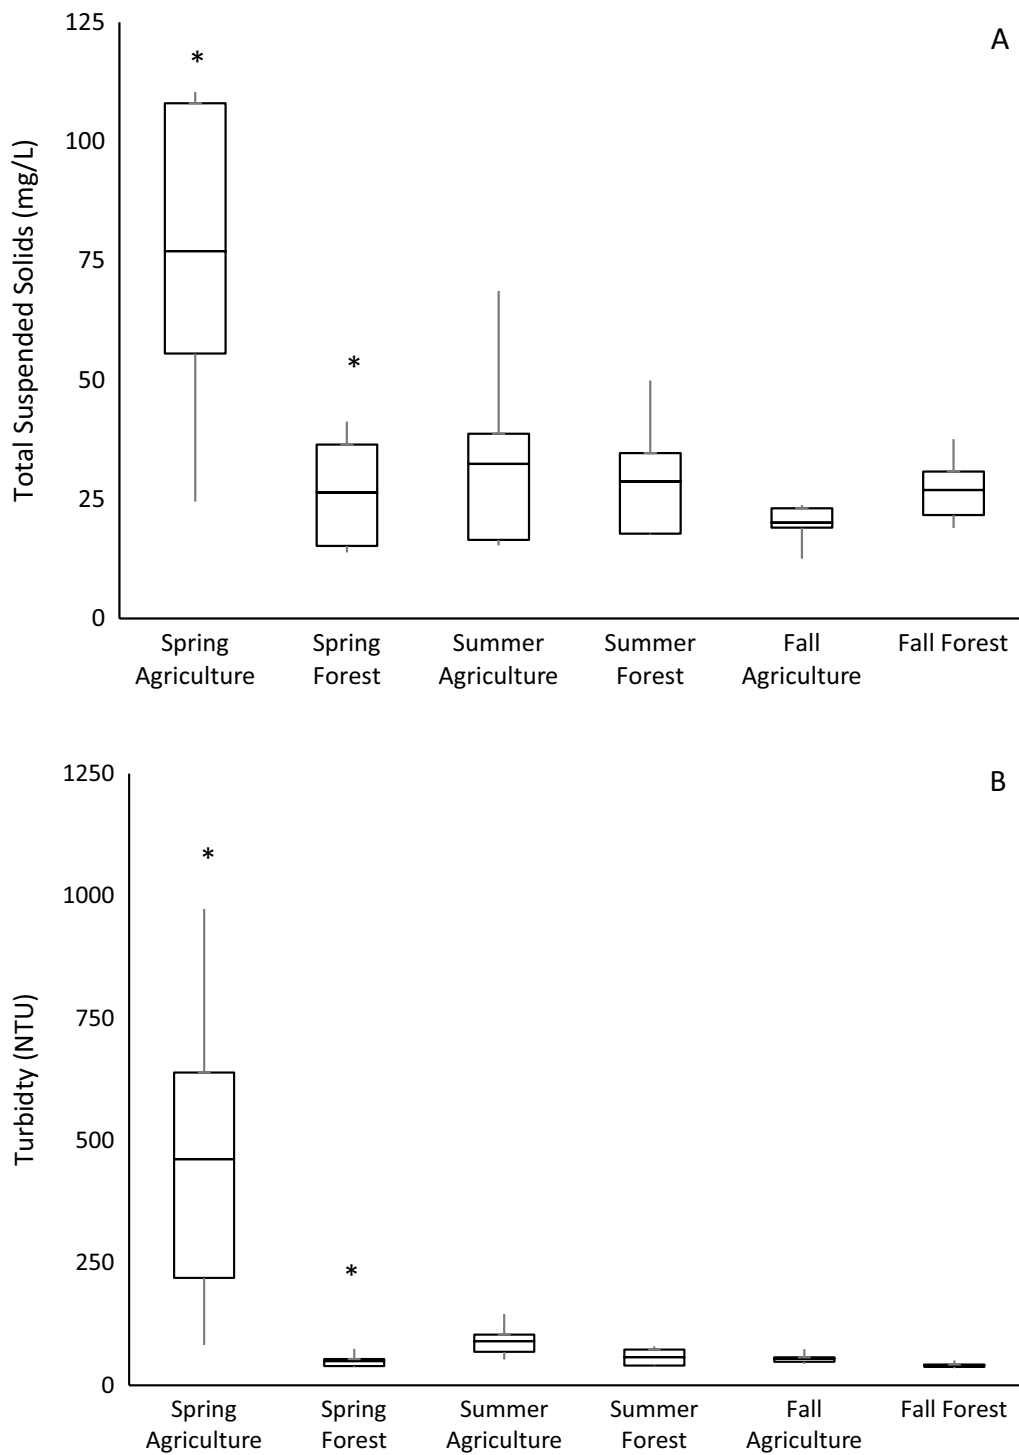 A
Total Suspended Solids (mg/L)
125
100
75
50
25
0
*
*
Spring Agriculture
Spring Forest
Summer Agriculture
Summer Forest
Fall Agriculture
Fall Forest
B
Turbidty (NTU)
1250
1000
750
500
250
0
*
*
Spring Agriculture
Spring Forest
Summer Agriculture
Summer Forest
Fall Agriculture
Fall Forest